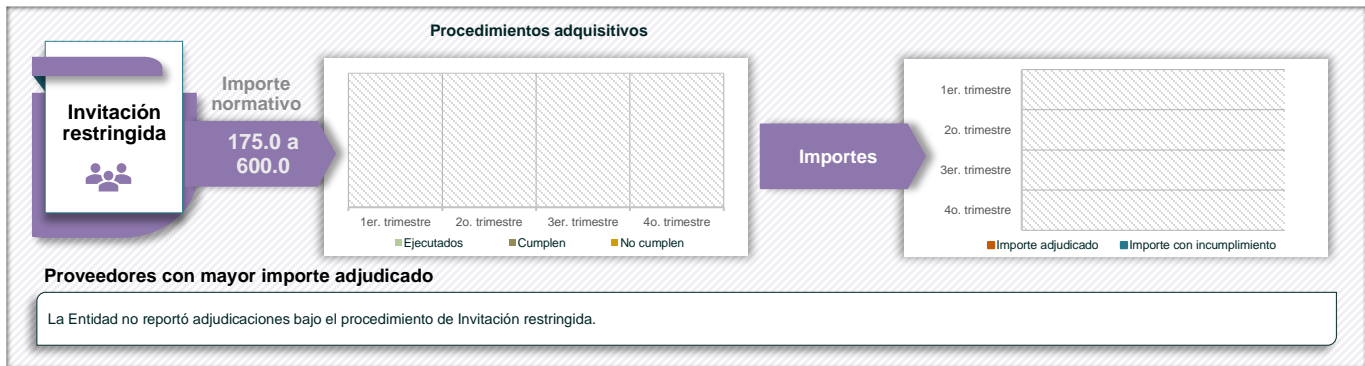 Procedimientos adquisitivos
Invitación
restringida
Importe
normativo
175.0 a
600.0
1er. trimestre 2o. trimestre 3er. trimestre 4o. trimestre
Ejecutados Cumplen No cumplen
Importes
1er. trimestre
2o. trimestre
3er. trimestre
4o. trimestre
Importe adjudicado Importe con incumplimiento
Proveedores con mayor importe adjudicado
La Entidad no reportó adjudicaciones bajo el procedimiento de Invitación restringida.